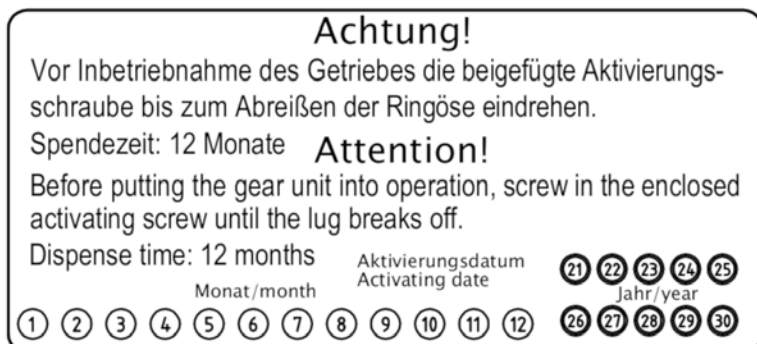 Achtung!
Vor Inbetriebnahme des Getriebes die beigefügte Aktivierungs-
schraube bis zum Abreißen der Ringöse eindrehen.
Spendezeit: 12 Monate
Attention!
Before putting the gear unit into operation, screw in the enclosed
activating screw until the lug breaks off.
Dispense time: 12 months
Aktivierungsdatum
Activating date
Monat/month
1 2 3 4 5 6 7 8 9 10 11 12
21 22 23 24 25
Jahr/year
26 27 28 29 30